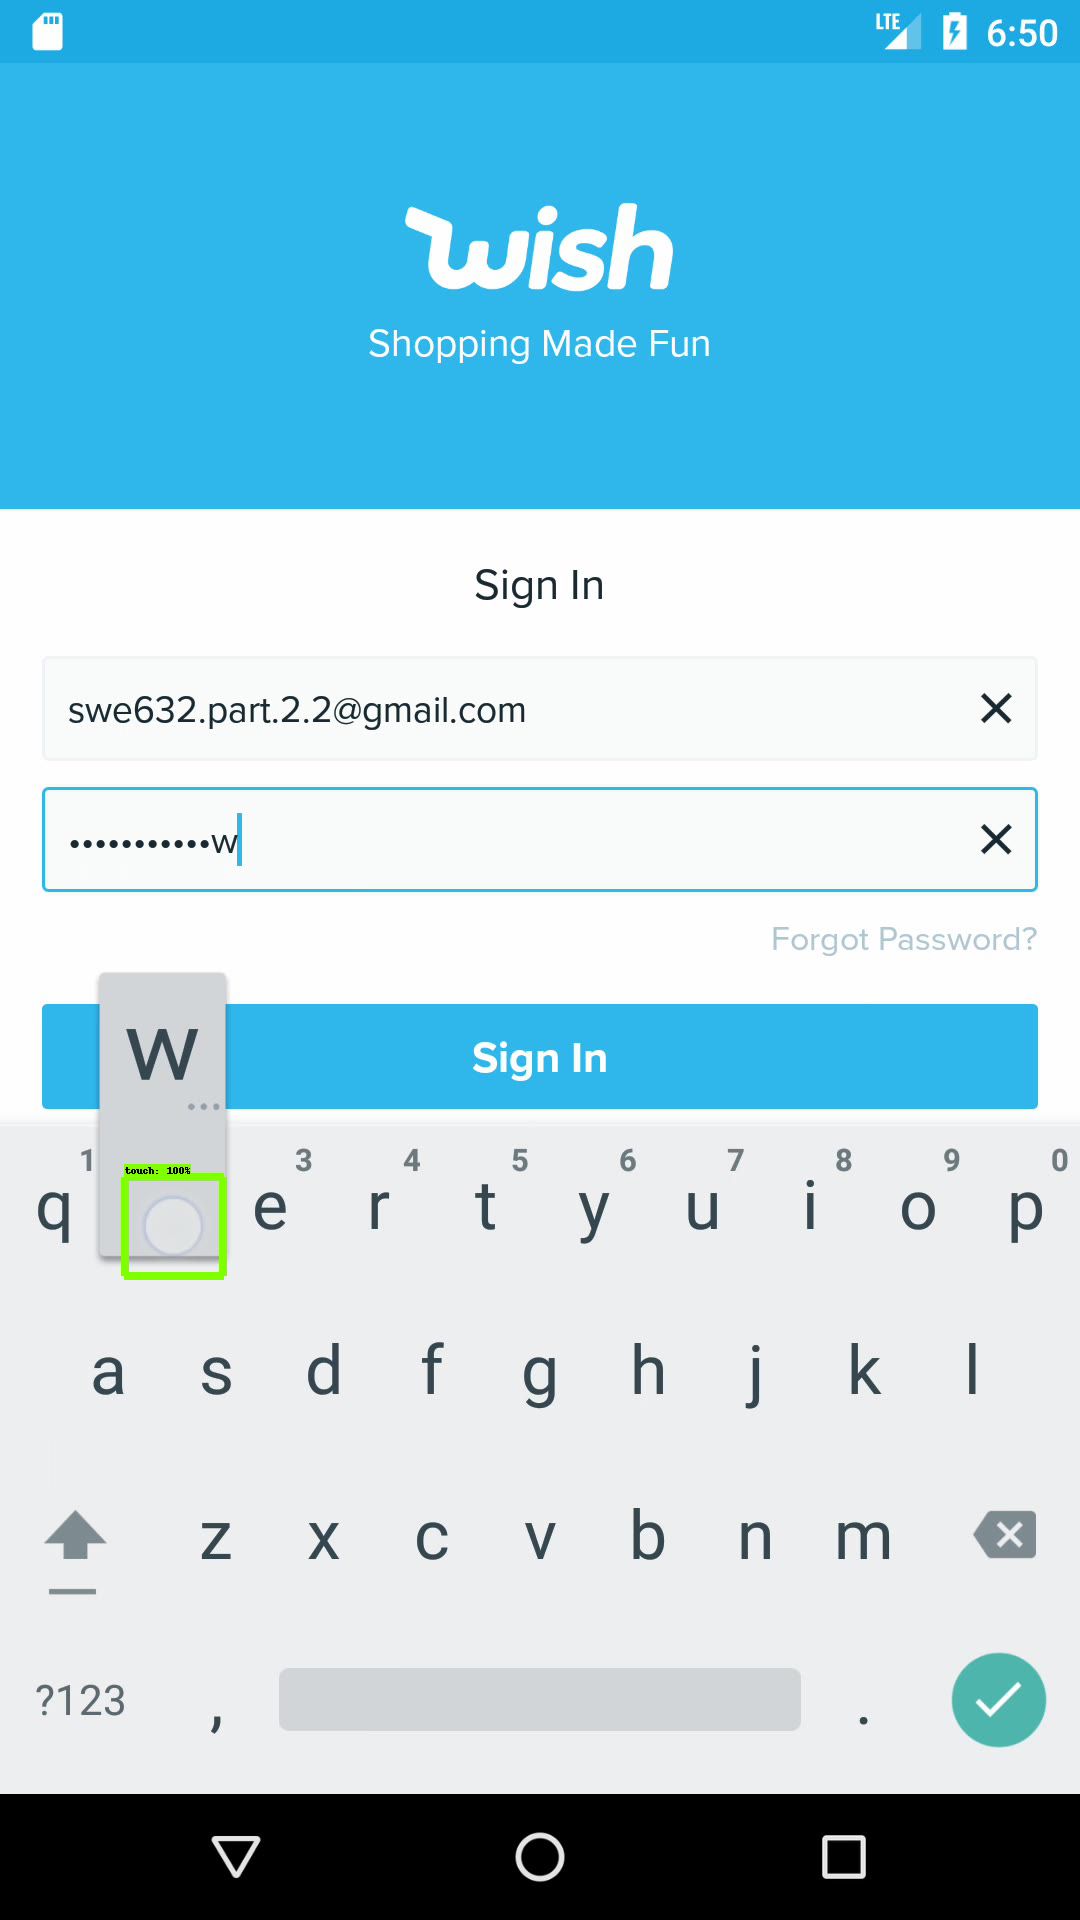 LTE 6:50
wish
Shopping Made Fun
Sign In
swe632.part.2.2@gmail.com
•••••••••••w
Forgot Password?
W
Sign In
touch: 100%
1 3 4 5 6 7 8 9 0
q e r t y u i o p
a s d f g h j k l
z x c v b n m
?123 , .